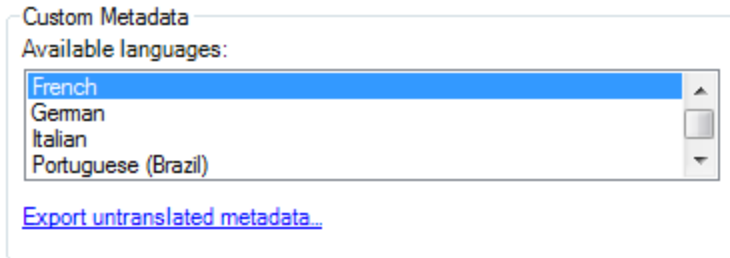 Custom Metadata
Available languages:
French
German
Italian
Portuguese (Brazil)
Export untranslated metadata...